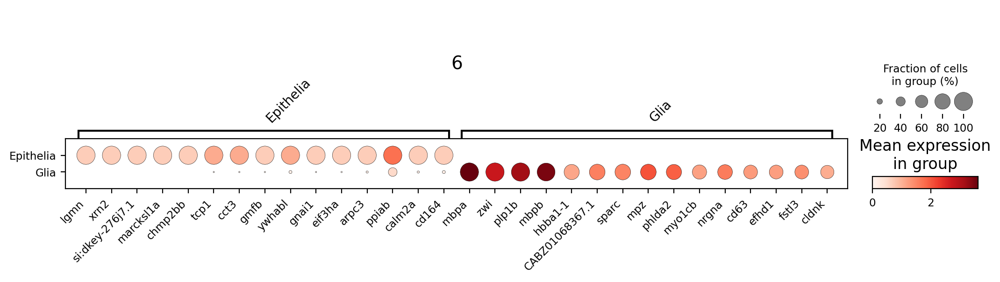 6
Epithelia
Glia
Epithelia
Glia
lgmn
xrn2
si:dkey-276j7.1
marcksl1a
chmp2bb
tcp1
cct3
gmfb
ywhabl
gnai1
eif3ha
arpc3
ppiab
calm2a
cd164
mbpa
zwi
plp1b
mbpb
hbba1-1
CABZ01068367.1
sparc
mpz
phlda2
myo1cb
nrgna
cd63
efhd1
fstl3
cldnk
Fraction of cells
in group (%)
20 40 60 80 100
Mean expression
in group
0 2